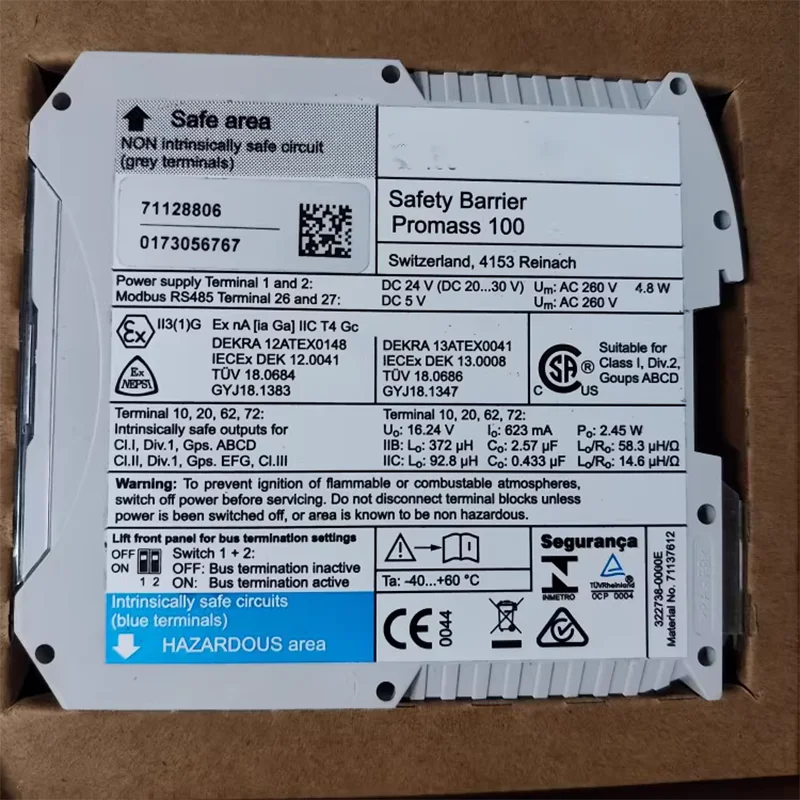 Safe area
NON intrinsically safe circuit
(grey terminals)
71128806
0173056767
Safety Barrier
Promass 100
Switzerland, 4153 Reinach
Power supply Terminal 1 and 2: DC 24 V (DC 20...30 V) Um: AC 260 V 4.8 W
Modbus RS485 Terminal 26 and 27: DC 5 V Um: AC 260 V
Ex II3(1)G Ex nA [ia Ga] IIC T4 Gc
DEKRA 12ATEX0148
IECEx DEK 12.0041
TÜV 18.0684
GYJ18.1383
Ex
NEPSI
DEKRA 13ATEX0041
IECEx DEK 13.0008
TÜV 18.0686
GYJ18.1347
CSA ®
C US
Suitable for
Class I, Div.2,
Goups ABCD
Terminal 10, 20, 62, 72:
Intrinsically safe outputs for
Cl.I, Div.1, Gps. ABCD
Cl.II, Div.1, Gps. EFG, Cl.III
Terminal 10, 20, 62, 72:
Uo: 16.24 V Io: 623 mA Po: 2.45 W
IIB: Lo: 372 µH Co: 2.57 µF Lo/Ro: 58.3 µH/Ω
IIC: Lo: 92.8 µH Co: 0.433 µF Lo/Ro: 14.6 µH/Ω
Warning: To prevent ignition of flammable or combustable atmospheres,
switch off power before servicing. Do not disconnect terminal blocks unless
power is been switched off, or area is known to be non hazardous.
Lift front panel for bus termination settings
OFF
ON
1 2
Switch 1 + 2:
OFF: Bus termination inactive
ON: Bus termination active
Ta: -40...+60 °C
Segurança
INMETRO
TÜVRheinland®
OCP 0004
322738-0000E
Material No. 71137612
Intrinsically safe circuits
(blue terminals)
HAZARDOUS area
CE 0044